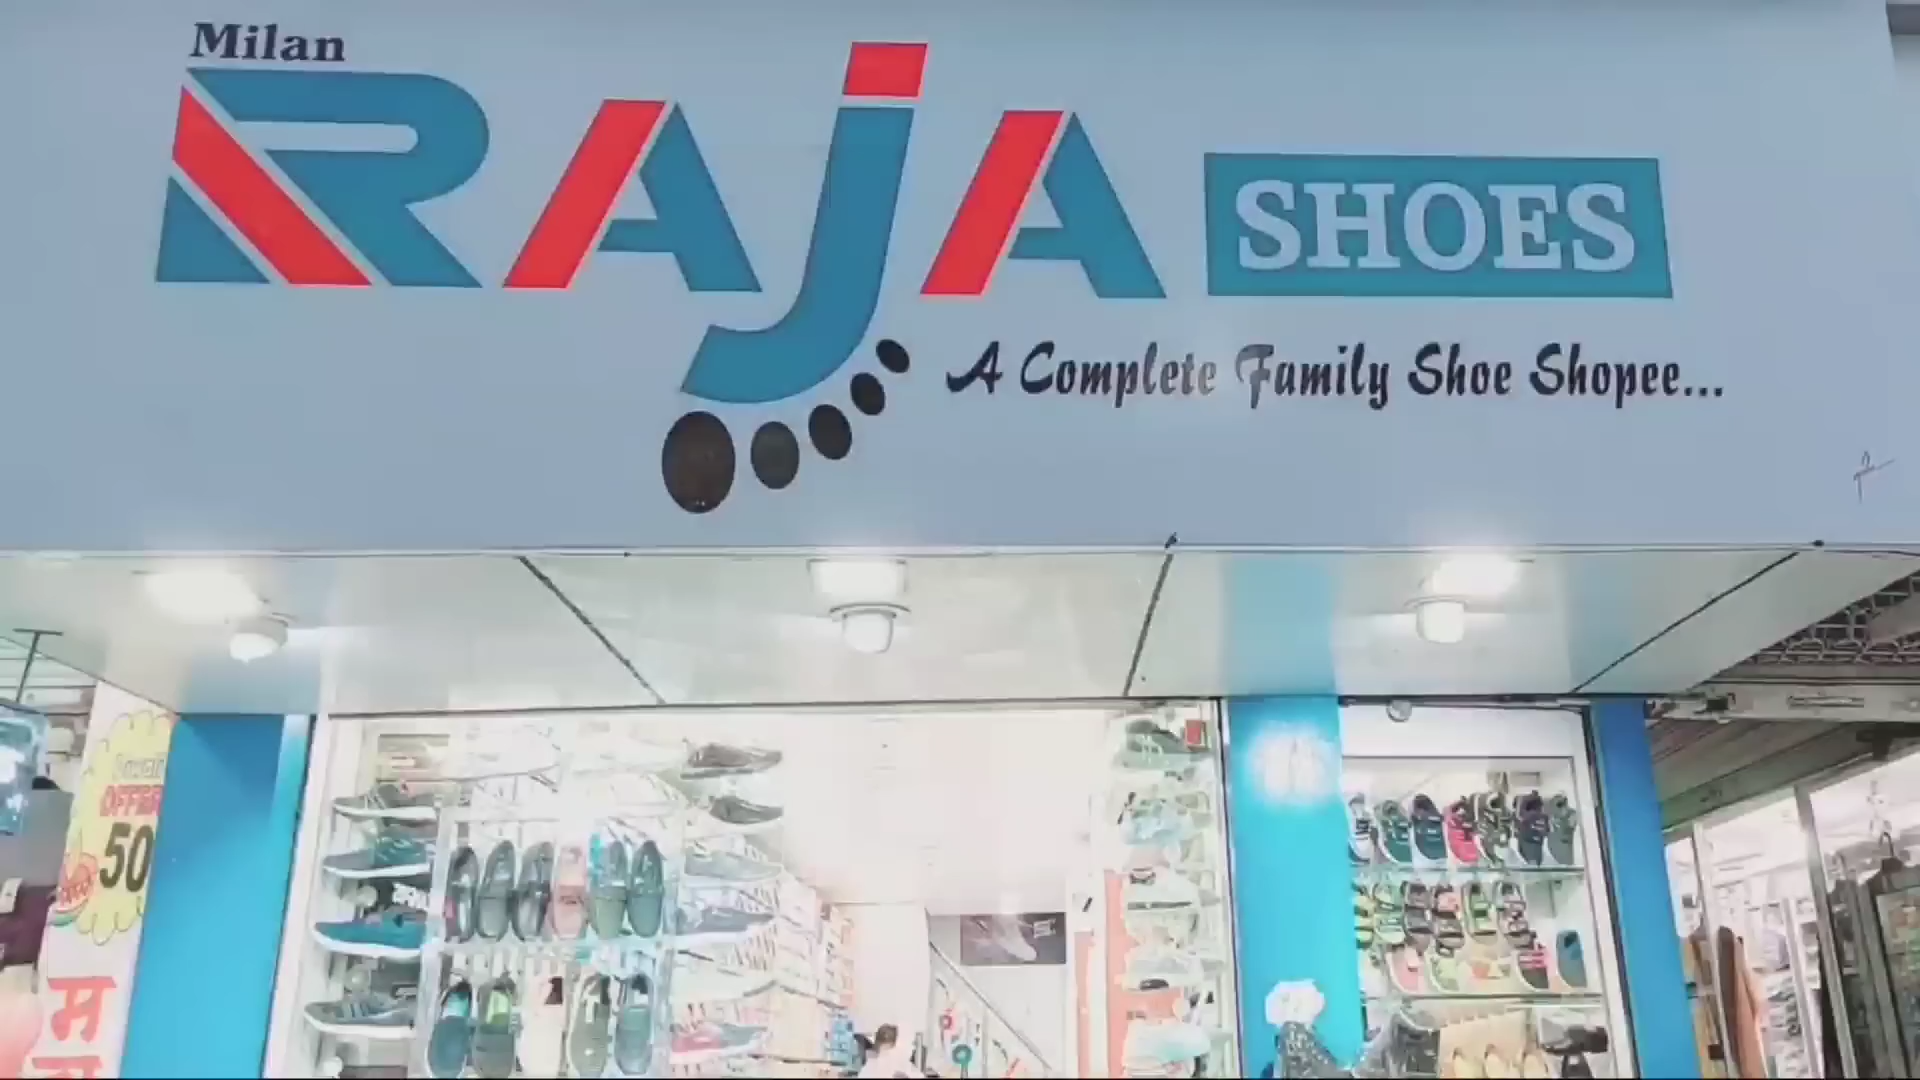 Milan
RAJA SHOES
A Complete Family Shoe Shopee...
OFFER
50
म